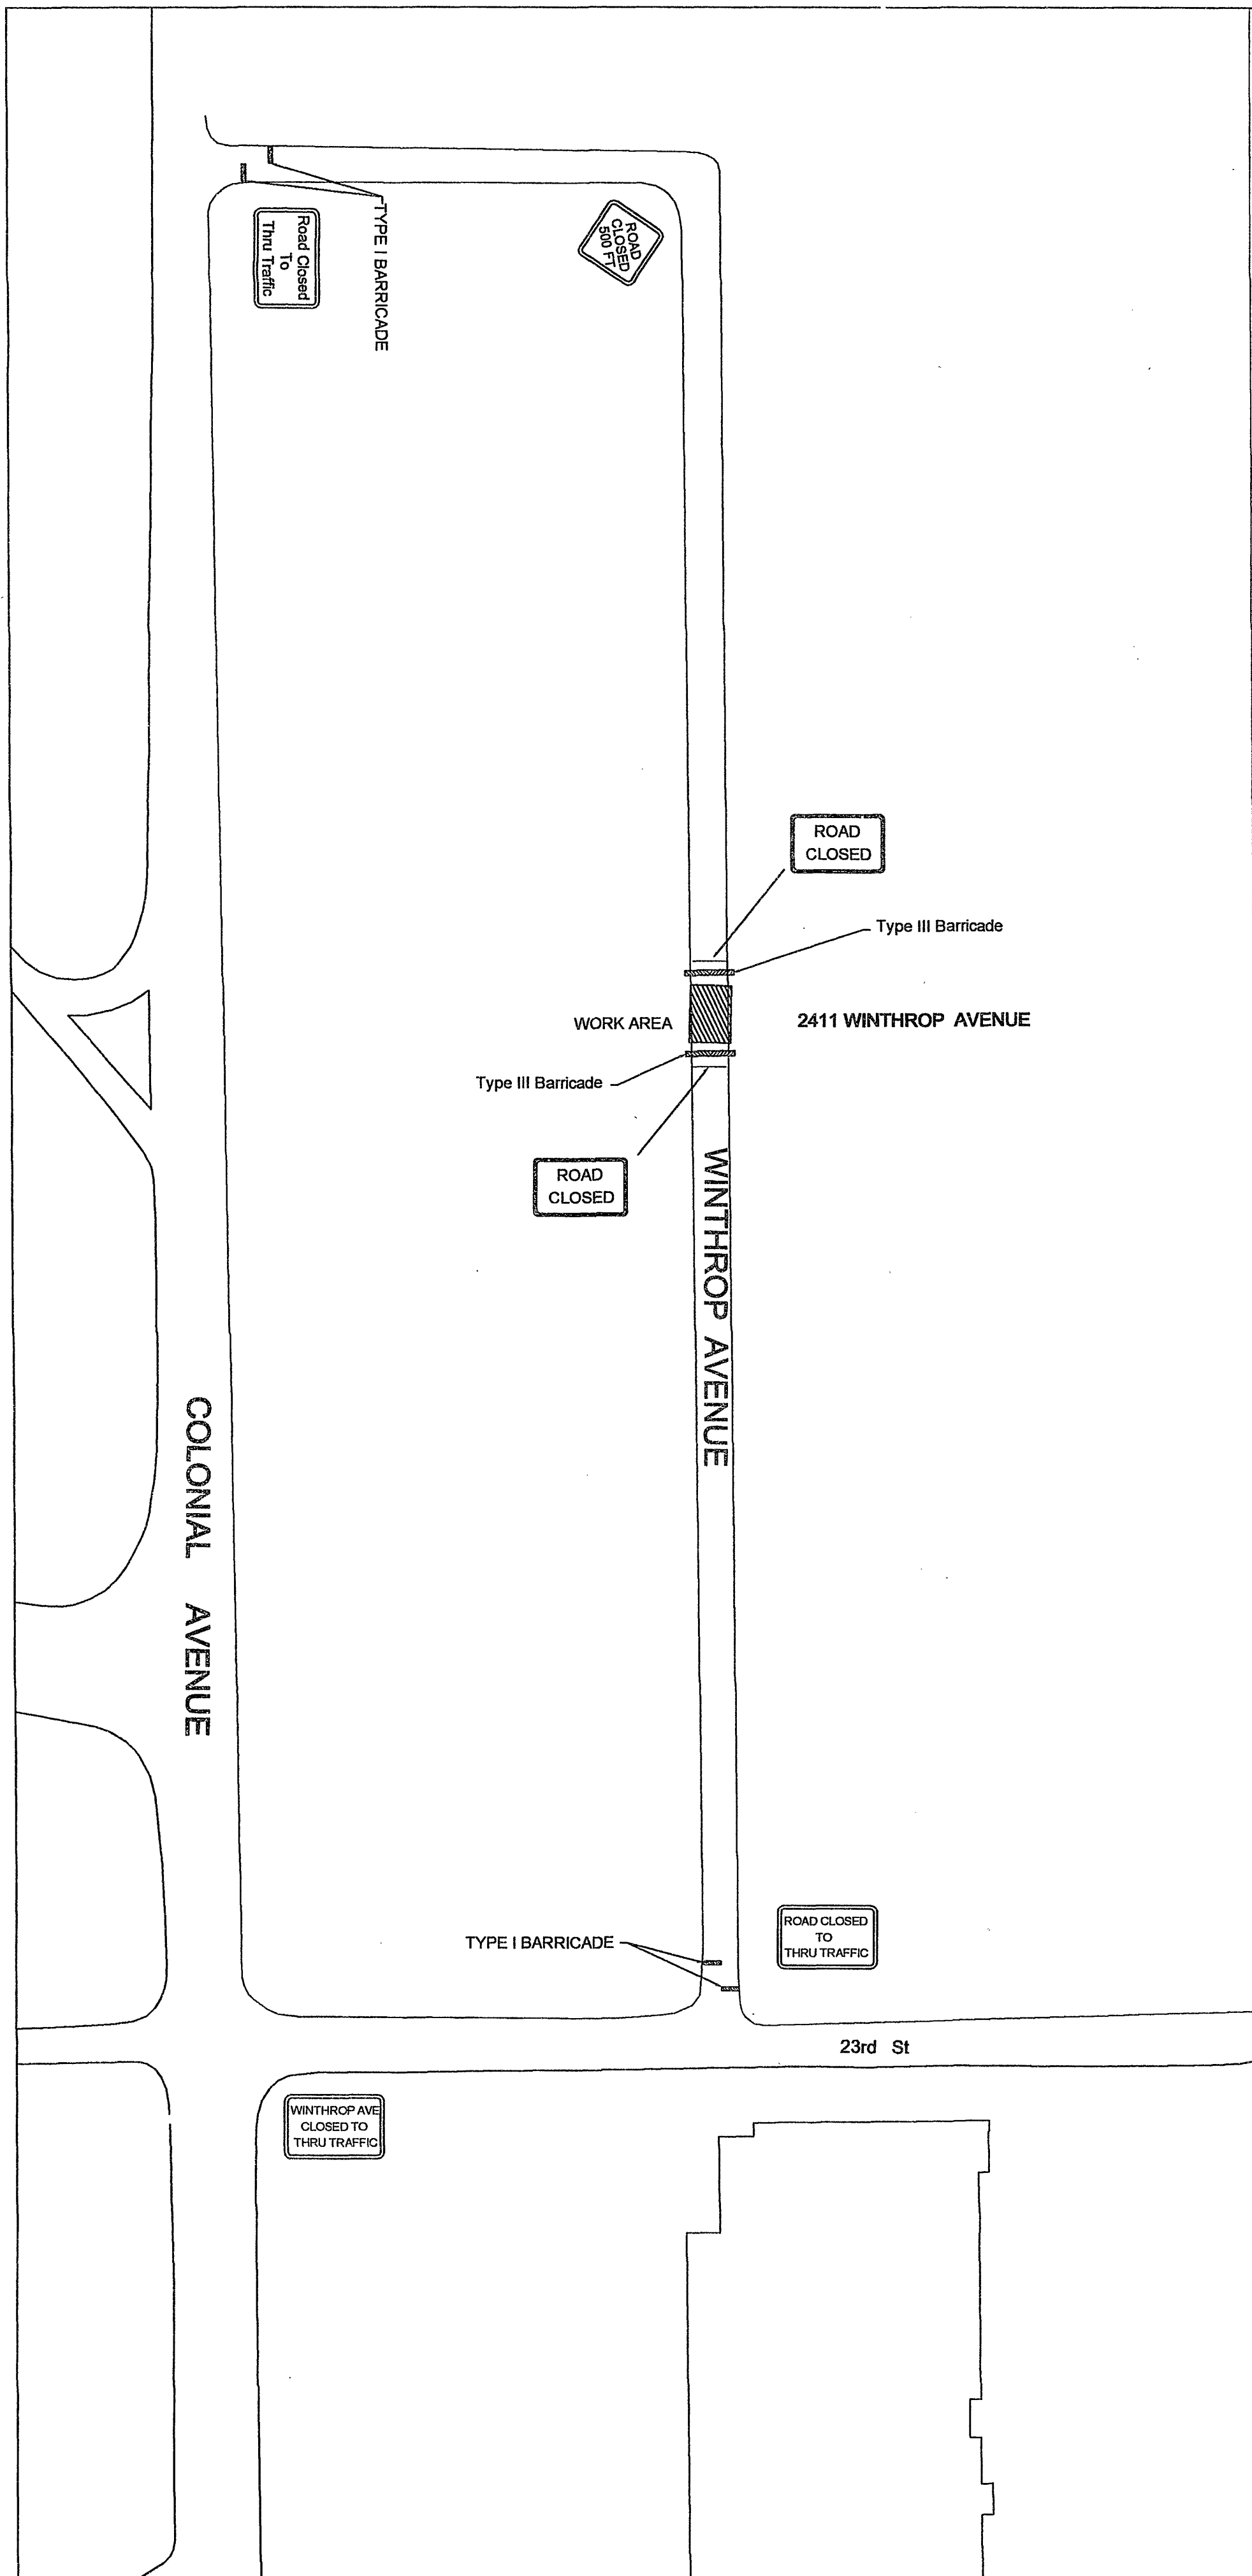 TYPE I BARRICADE
Road Closed
To
Thru Traffic
ROAD
CLOSED
500 FT
ROAD
CLOSED
Type III Barricade
WORK AREA
2411 WINTHROP AVENUE
Type III Barricade
ROAD
CLOSED
WINTHROP AVENUE
COLONIAL AVENUE
ROAD CLOSED
TO
THRU TRAFFIC
TYPE I BARRICADE
23rd St
WINTHROP AVE
CLOSED TO
THRU TRAFFIC